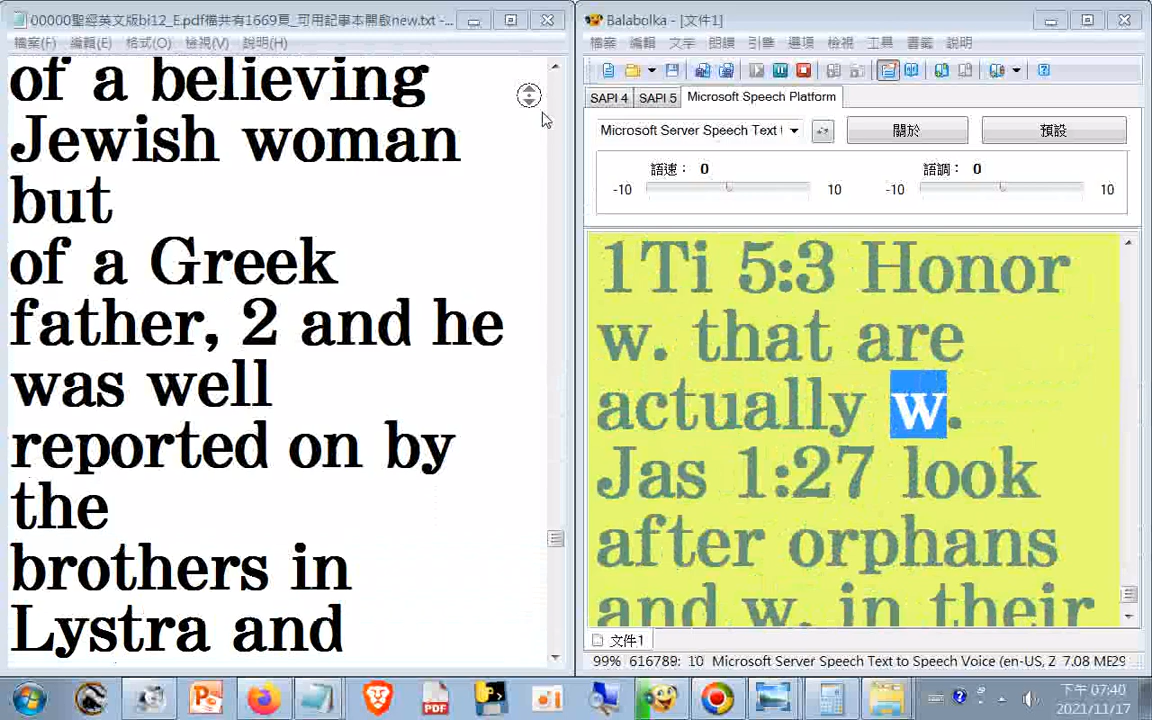 00000聖經英文版bi12_E.pdf檔共有1669頁_可用記事本開啟new.txt -...
檔案(F) 編輯(E) 格式(O) 檢視(V) 說明(H)
of a believing
Jewish woman
but
of a Greek
father, 2 and he
was well
reported on by
the
brothers in
Lystra and
Balabolka - [文件1]
檔案 編輯 文字 朗讀 引擎 選項 檢視 工具 書籤 說明
SAPI 4 SAPI 5 Microsoft Speech Platform
Microsoft Server Speech Text 關於 預設
語速： 0 語調： 0
-10 10 -10 10
1Ti 5:3 Honor
w. that are
actually w.
Jas 1:27 look
after orphans
and w. in their
文件1
99% 616789: 10 Microsoft Server Speech Text to Speech Voice (en-US, Z 7.08 ME29
PDF
下午 07:40
2021/11/17